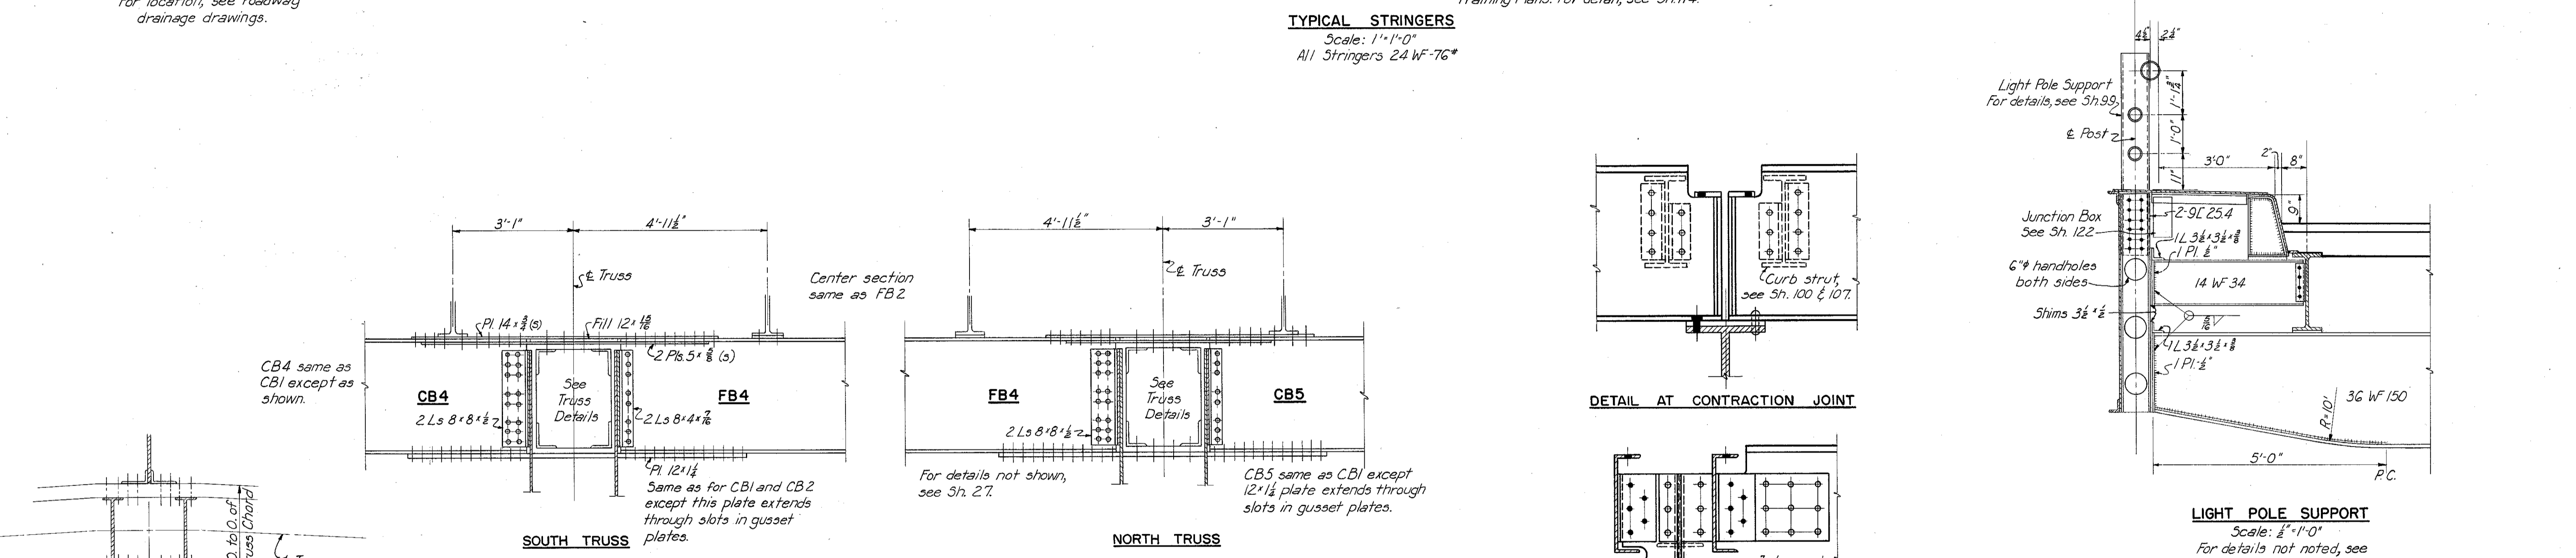 drainage drawings.
TYPICAL STRINGERS
Scale: 1"=1'-0"
All Stringers 24 WF-76#
3'-1"
4'-11½"
℄ Truss
Center section
same as FB2
Pl. 14×¾ (s)
Fill 12×15/16
2 Pls. 5×⅝ (s)
CB4 same as
CB1 except as
shown.
CB4
See
Truss
Details
FB4
2 Ls 8×8×½
2 Ls 8×4×7/16
Pl. 12×1¼
Same as for CB1 and CB2
except this plate extends
through slots in gusset
plates.
SOUTH TRUSS
4'-11½"
3'-1"
℄ Truss
FB4
See
Truss
Details
CB5
2 Ls 8×8×½
For details not shown,
see Sh. 27.
CB5 same as CB1 except
12×1¼ plate extends through
slots in gusset plates.
NORTH TRUSS
Curb strut,
see Sh. 100 & 107.
DETAIL AT CONTRACTION JOINT
2¼"
Light Pole Support
For details, see Sh. 99
℄ Post
1'-0"
11"
3'-0"
2"
8"
9"
Junction Box
See Sh. 122
2-9[ 25.4
1 L 3½×3½×⅜
1 Pl. ½"
6"φ handholes
both sides
14 WF 34
Shims 3½×½
5/16
1 L 3½×3½×⅜
1 Pl. ½"
R=10'
36 WF 150
5'-0"
P.C.
LIGHT POLE SUPPORT
Scale: ½"=1'-0"
For details not noted, see